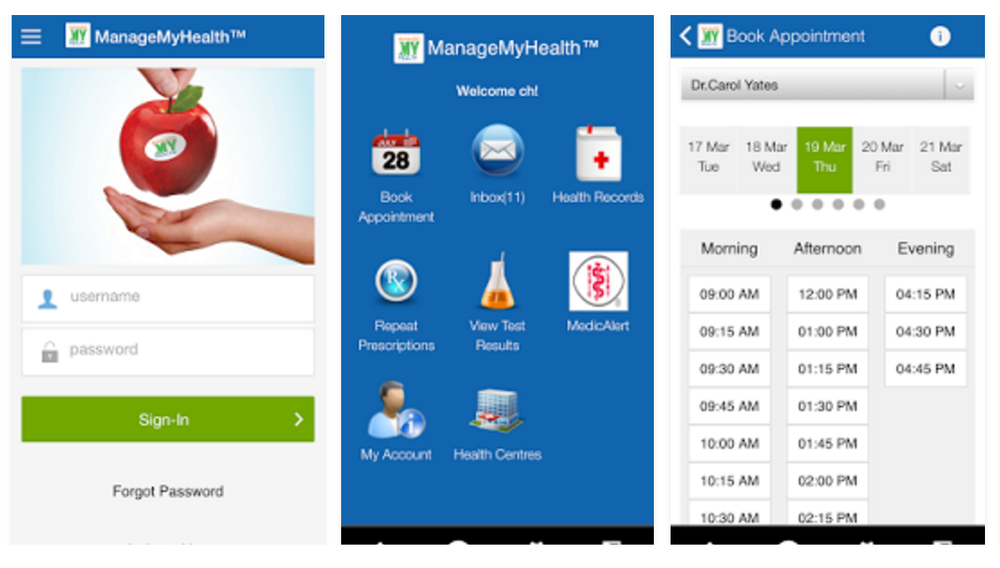 ManageMyHealth™
MY
username
password
Sign-In
Forgot Password
ManageMyHealth™
Welcome ch!
JULY
28
Book
Appointment
Inbox(11)
Health Records
Rx
Repeat
Prescriptions
View Test
Results
MedicAlert
My Account
Health Centres
Book Appointment
Dr.Carol Yates
17 Mar 18 Mar 19 Mar 20 Mar 21 Mar
Tue Wed Thu Fri Sat
Morning Afternoon Evening
09:00 AM 12:00 PM 04:15 PM
09:15 AM 01:00 PM 04:30 PM
09:30 AM 01:15 PM 04:45 PM
09:45 AM 01:30 PM
10:00 AM 01:45 PM
10:15 AM 02:00 PM
10:30 AM 02:15 PM